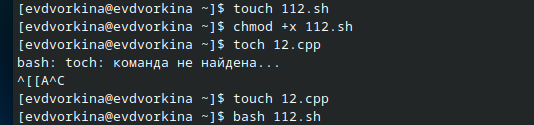 [evdvorkina@evdvorkina ~]$ touch 112.sh
[evdvorkina@evdvorkina ~]$ chmod +x 112.sh
[evdvorkina@evdvorkina ~]$ toch 12.cpp
bash: toch: команда не найдена...
^[[A^C
[evdvorkina@evdvorkina ~]$ touch 12.cpp
[evdvorkina@evdvorkina ~]$ bash 112.sh